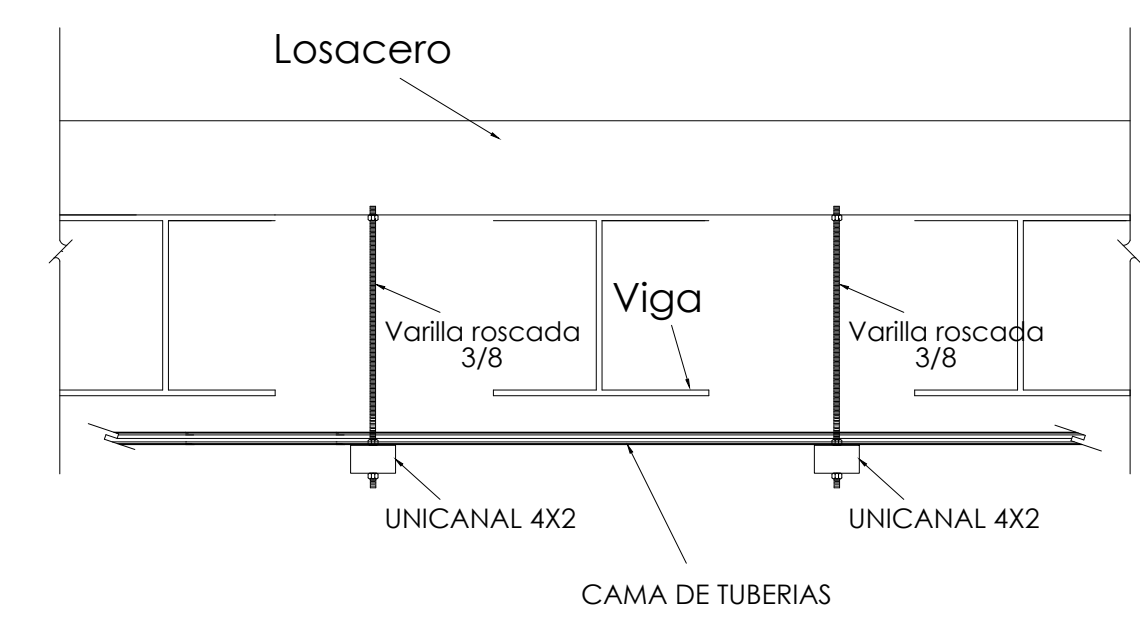 Losacero
Viga
Varilla roscada
3/8
Varilla roscada
3/8
UNICANAL 4X2
UNICANAL 4X2
CAMA DE TUBERIAS